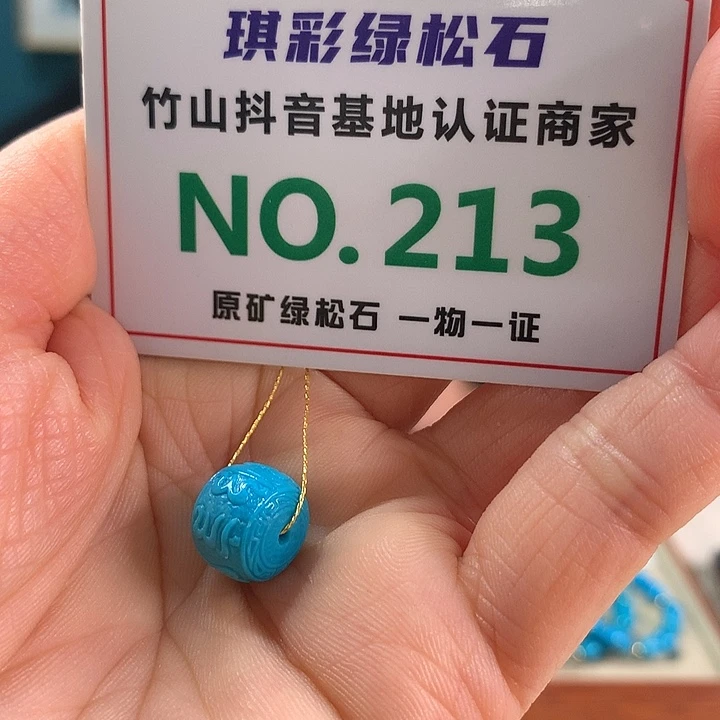 琪彩绿松石
竹山抖音基地认证商家
NO.213
原矿绿松石 一物一证